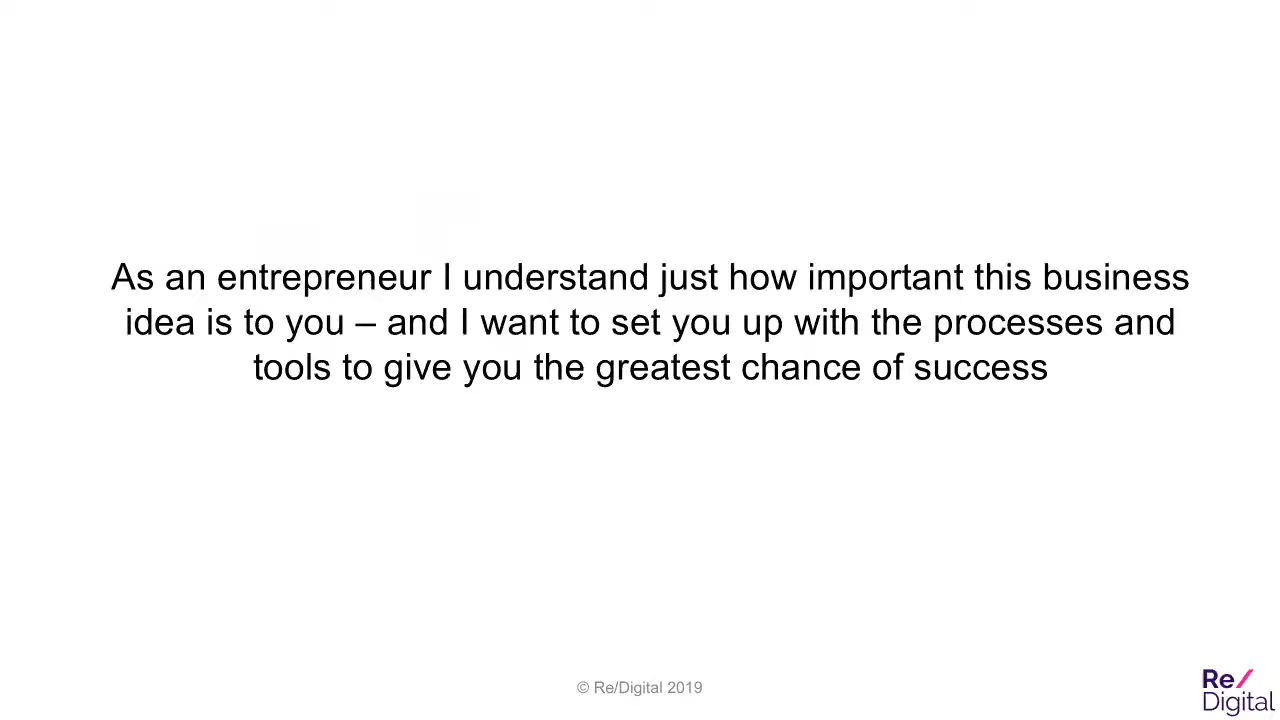 As an entrepreneur I understand just how important this business
idea is to you – and I want to set you up with the processes and
tools to give you the greatest chance of success
© Re/Digital 2019
Re/
Digital